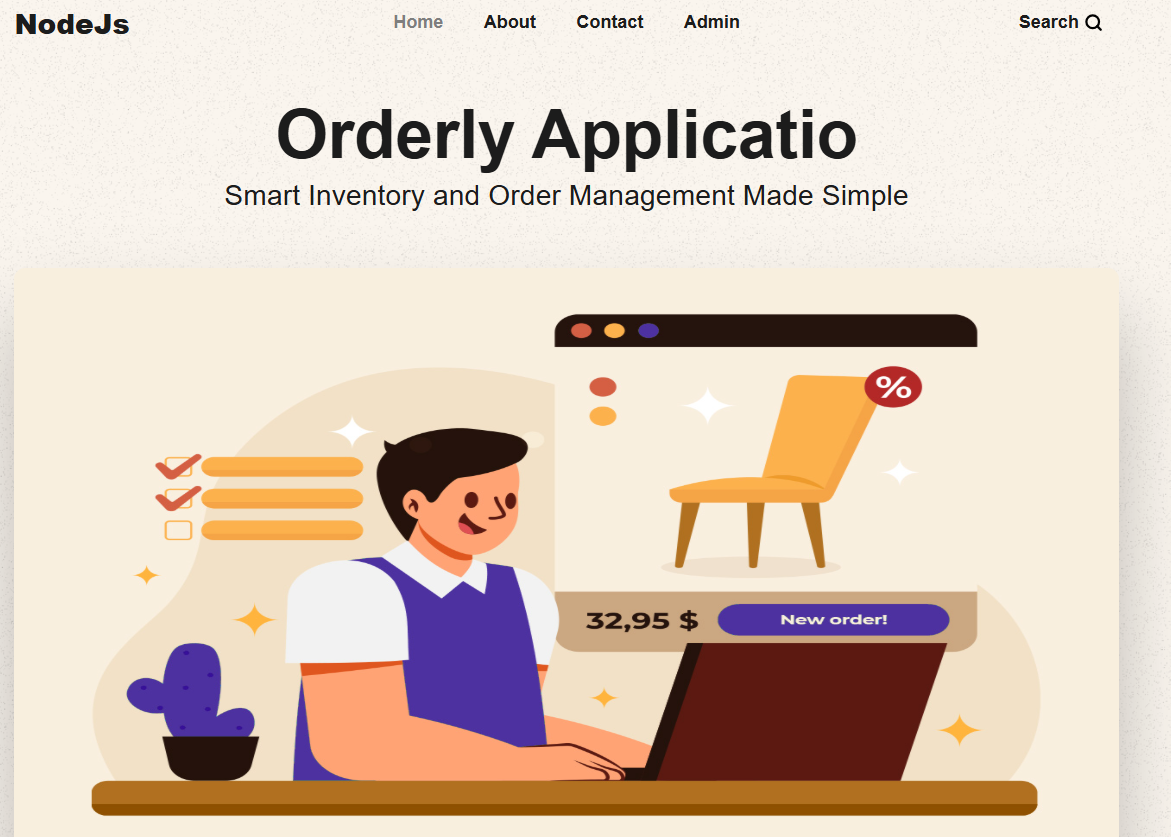 NodeJs
Home About Contact Admin
Search
Orderly Applicatio
Smart Inventory and Order Management Made Simple
%
32,95 $ New order!